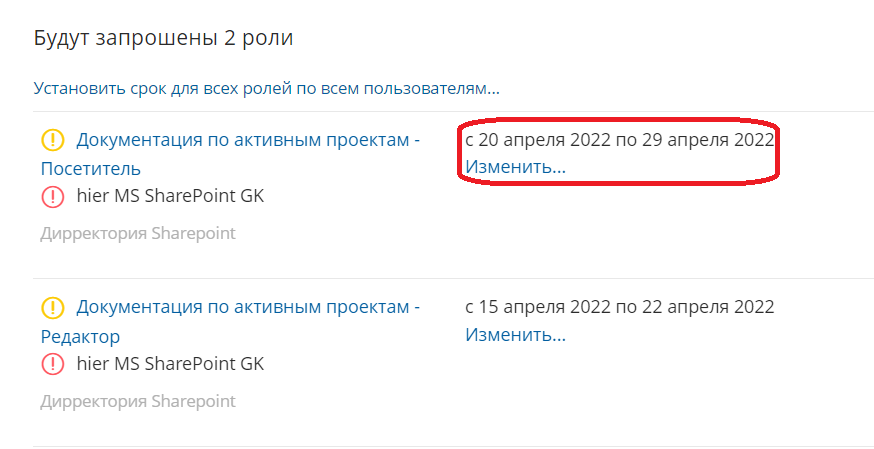 Будут запрошены 2 роли
Установить срок для всех ролей по всем пользователям...
Документация по активным проектам - с 20 апреля 2022 по 29 апреля 2022
Посетитель Изменить...
hier MS SharePoint GK
Дирректория Sharepoint
Документация по активным проектам - с 15 апреля 2022 по 22 апреля 2022
Редактор Изменить...
hier MS SharePoint GK
Дирректория Sharepoint